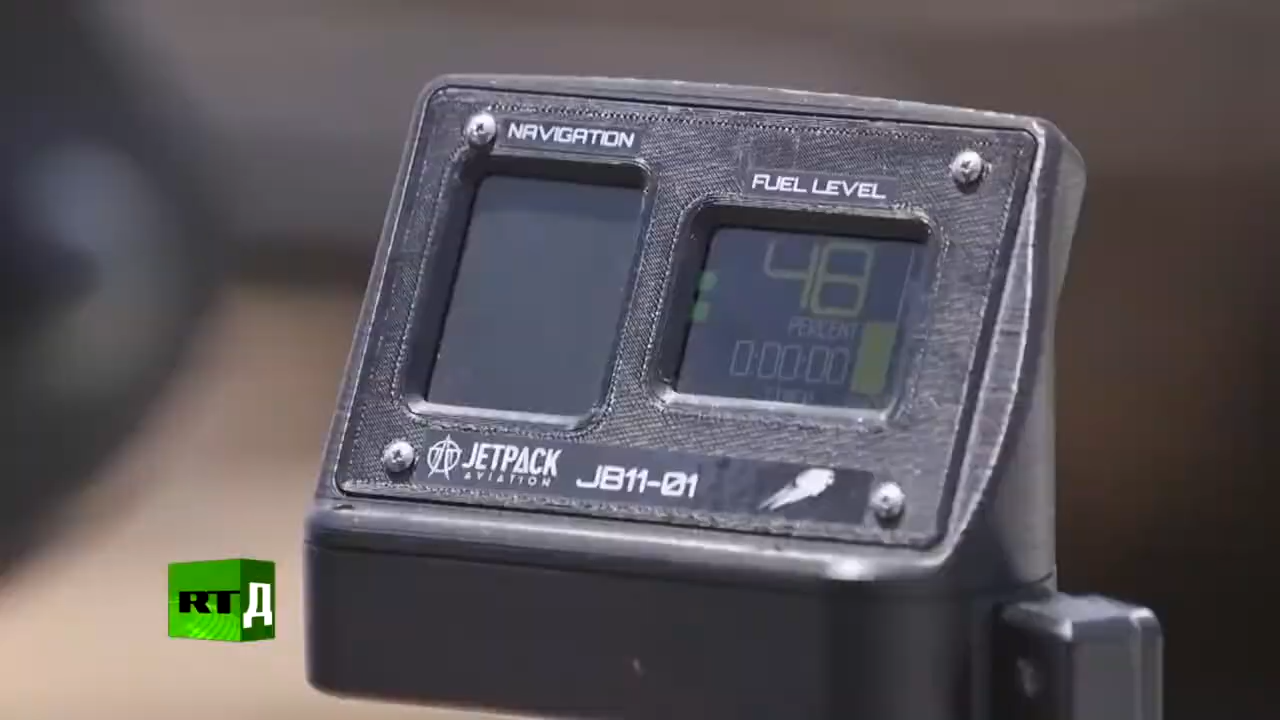 NAVIGATION
FUEL LEVEL
48
PERCENT
0:00:00
JETPACK
AVIATION
JB11-01
RTД